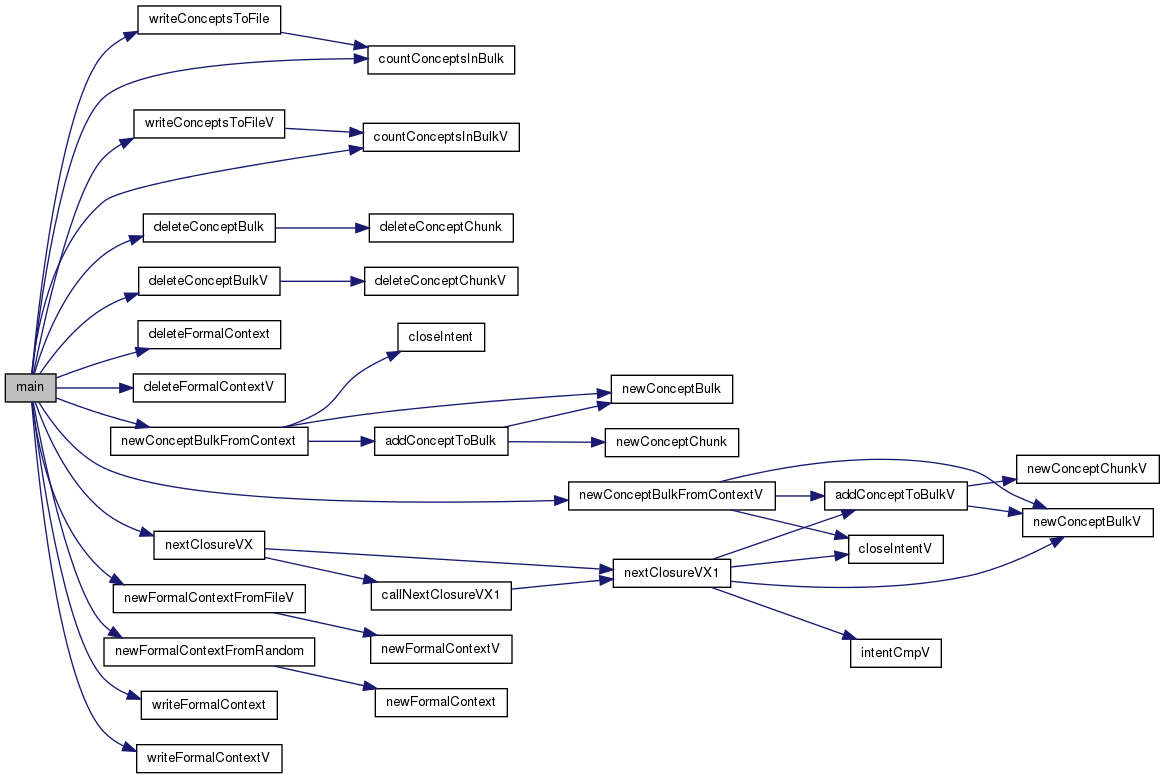 writeConceptsToFile
countConceptsInBulk
writeConceptsToFileV
countConceptsInBulkV
deleteConceptBulk
deleteConceptChunk
deleteConceptBulkV
deleteConceptChunkV
deleteFormalContext
closeIntent
main
deleteFormalContextV
newConceptBulk
newConceptBulkFromContext
addConceptToBulk
newConceptChunk
newConceptChunkV
newConceptBulkFromContextV
addConceptToBulkV
newConceptBulkV
nextClosureVX
closeIntentV
nextClosureVX1
callNextClosureVX1
newFormalContextFromFileV
newFormalContextV
intentCmpV
newFormalContextFromRandom
newFormalContext
writeFormalContext
writeFormalContextV